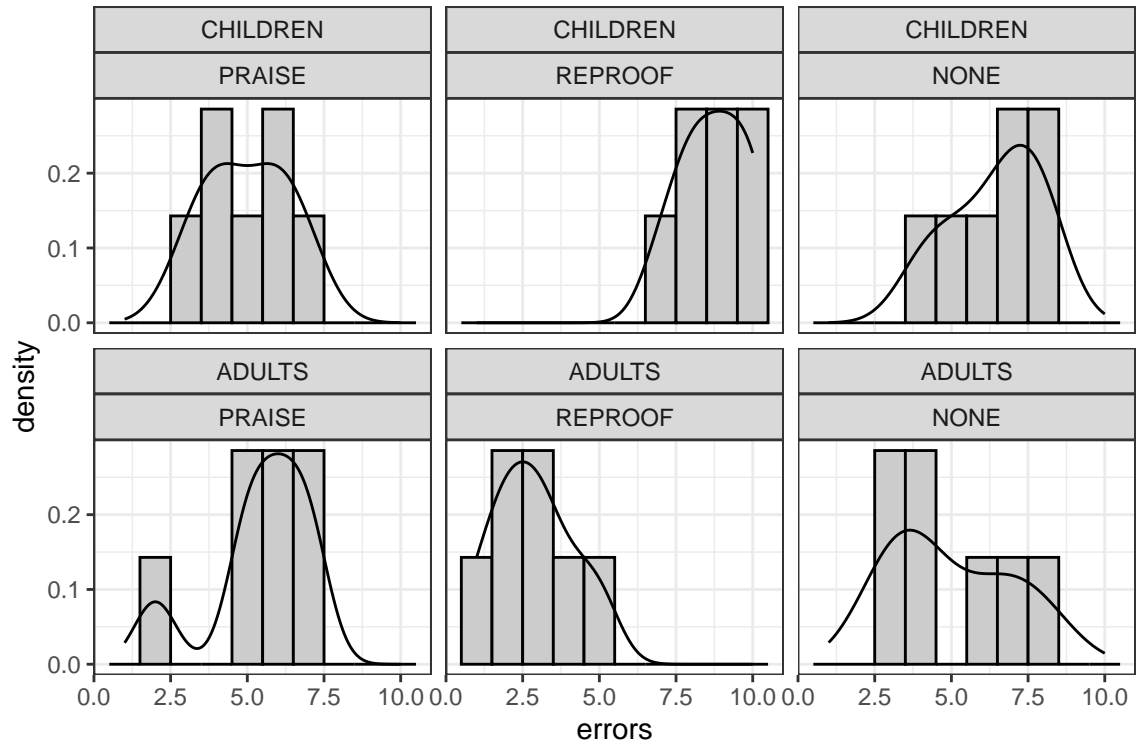 CHILDREN CHILDREN CHILDREN
PRAISE REPROOF NONE
0.2
0.1
0.0
ADULTS ADULTS ADULTS
PRAISE REPROOF NONE
0.2
0.1
0.0
0.0 2.5 5.0 7.5 10.0 0.0 2.5 5.0 7.5 10.0 0.0 2.5 5.0 7.5 10.0
errors
density